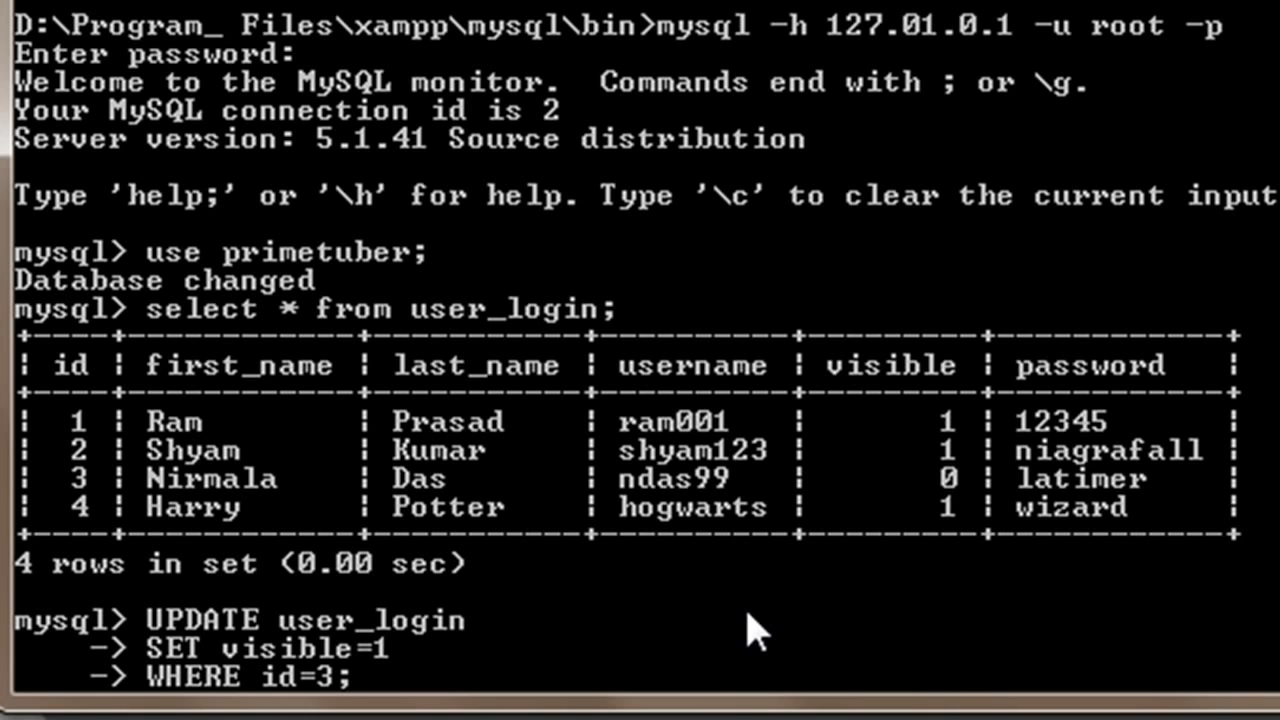 D:\Program_ Files\xampp\mysql\bin>mysql -h 127.01.0.1 -u root -p
Enter password:
Welcome to the MySQL monitor.  Commands end with ; or \g.
Your MySQL connection id is 2
Server version: 5.1.41 Source distribution
Type 'help;' or '\h' for help. Type '\c' to clear the current input
mysql> use primetuber;
Database changed
mysql> select * from user_login;
+----+------------+-----------+----------+---------+------------+
| id | first_name | last_name | username | visible | password   |
+----+------------+-----------+----------+---------+------------+
|  1 | Ram        | Prasad    | ram001   |       1 | 12345      |
|  2 | Shyam      | Kumar     | shyam123 |       1 | niagrafall |
|  3 | Nirmala    | Das       | ndas99   |       0 | latimer    |
|  4 | Harry      | Potter    | hogwarts |       1 | wizard     |
+----+------------+-----------+----------+---------+------------+
4 rows in set (0.00 sec)
mysql> UPDATE user_login
    -> SET visible=1
    -> WHERE id=3;